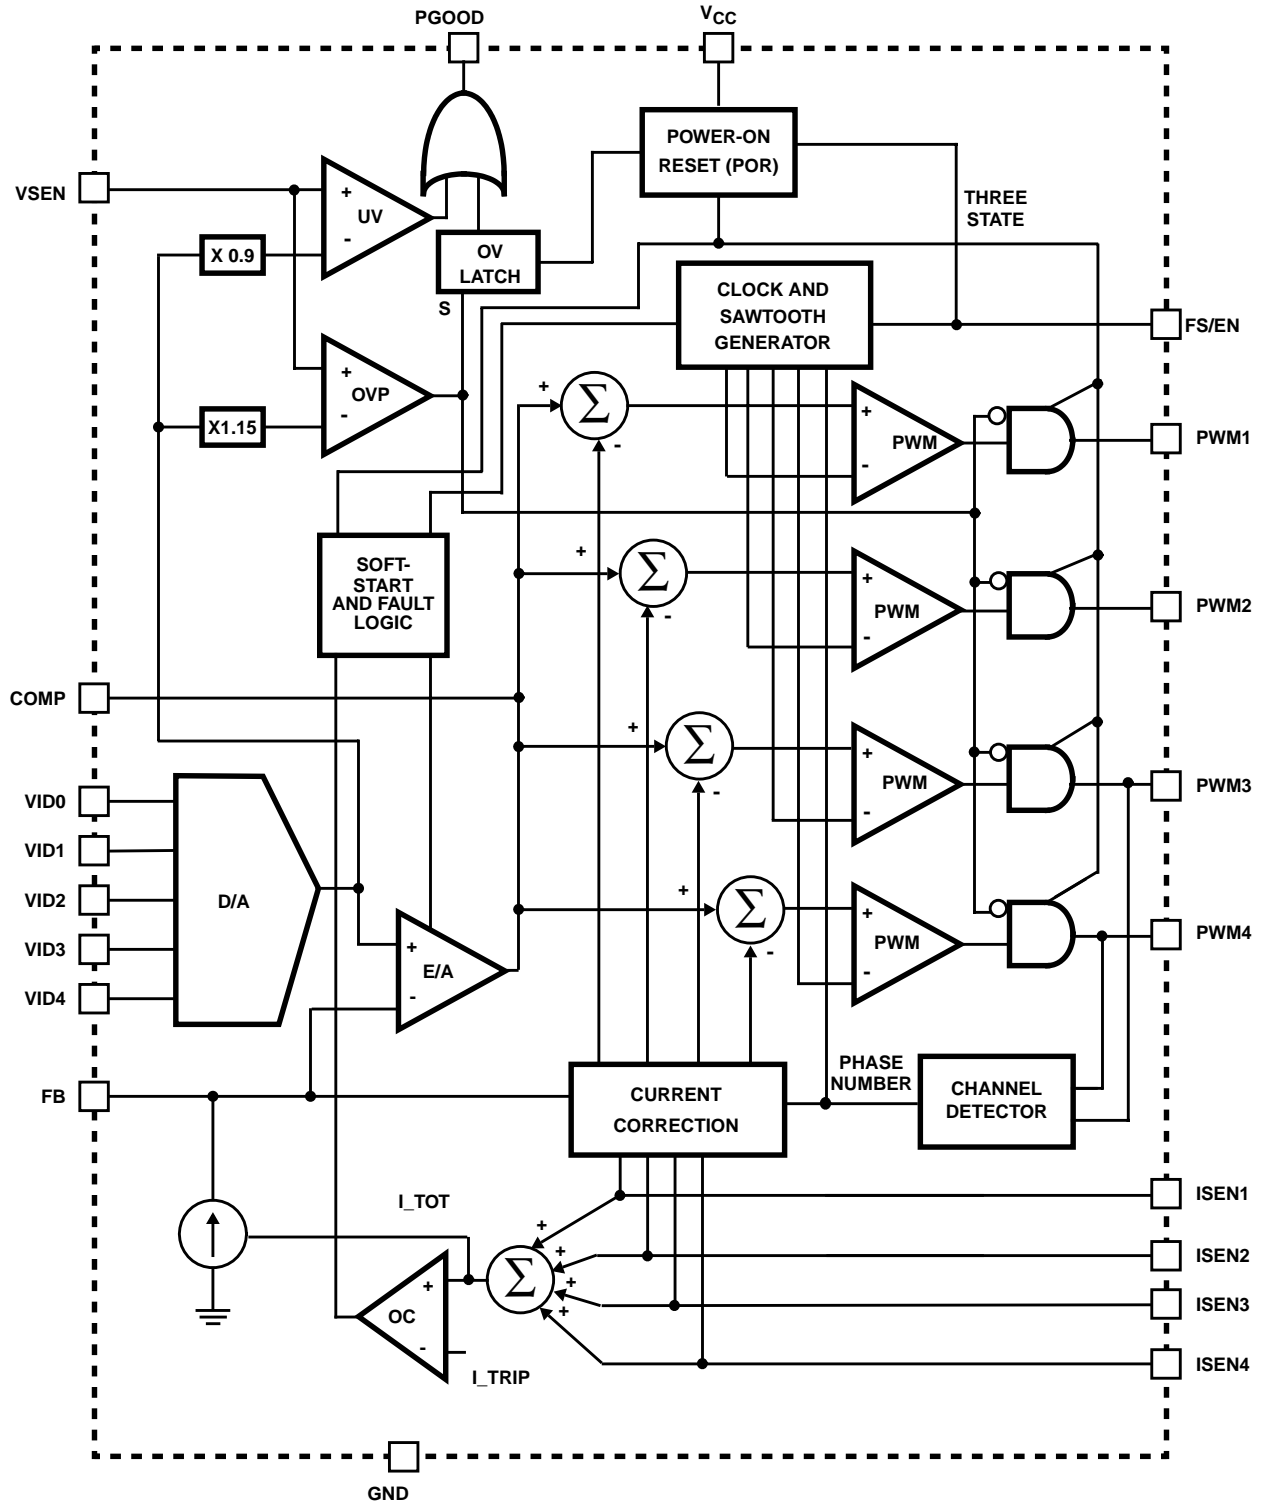 PGOOD
VCC
POWER-ON
RESET (POR)
VSEN
+
UV
-
THREE
STATE
X 0.9
OV
LATCH
S
CLOCK AND
SAWTOOTH
GENERATOR
FS/EN
+
OVP
-
X1.15
+
Σ
-
+
PWM
-
PWM1
SOFT-
START
AND FAULT
LOGIC
+
Σ
-
+
PWM
-
PWM2
COMP
+
Σ
-
+
PWM
-
PWM3
VID0
VID1
VID2
VID3
VID4
D/A
+
E/A
-
+
Σ
-
+
PWM
-
PWM4
FB
CURRENT
CORRECTION
PHASE
NUMBER
CHANNEL
DETECTOR
I_TOT
ISEN1
+
+
+
+
Σ
ISEN2
+
OC
-
ISEN3
I_TRIP
ISEN4
GND